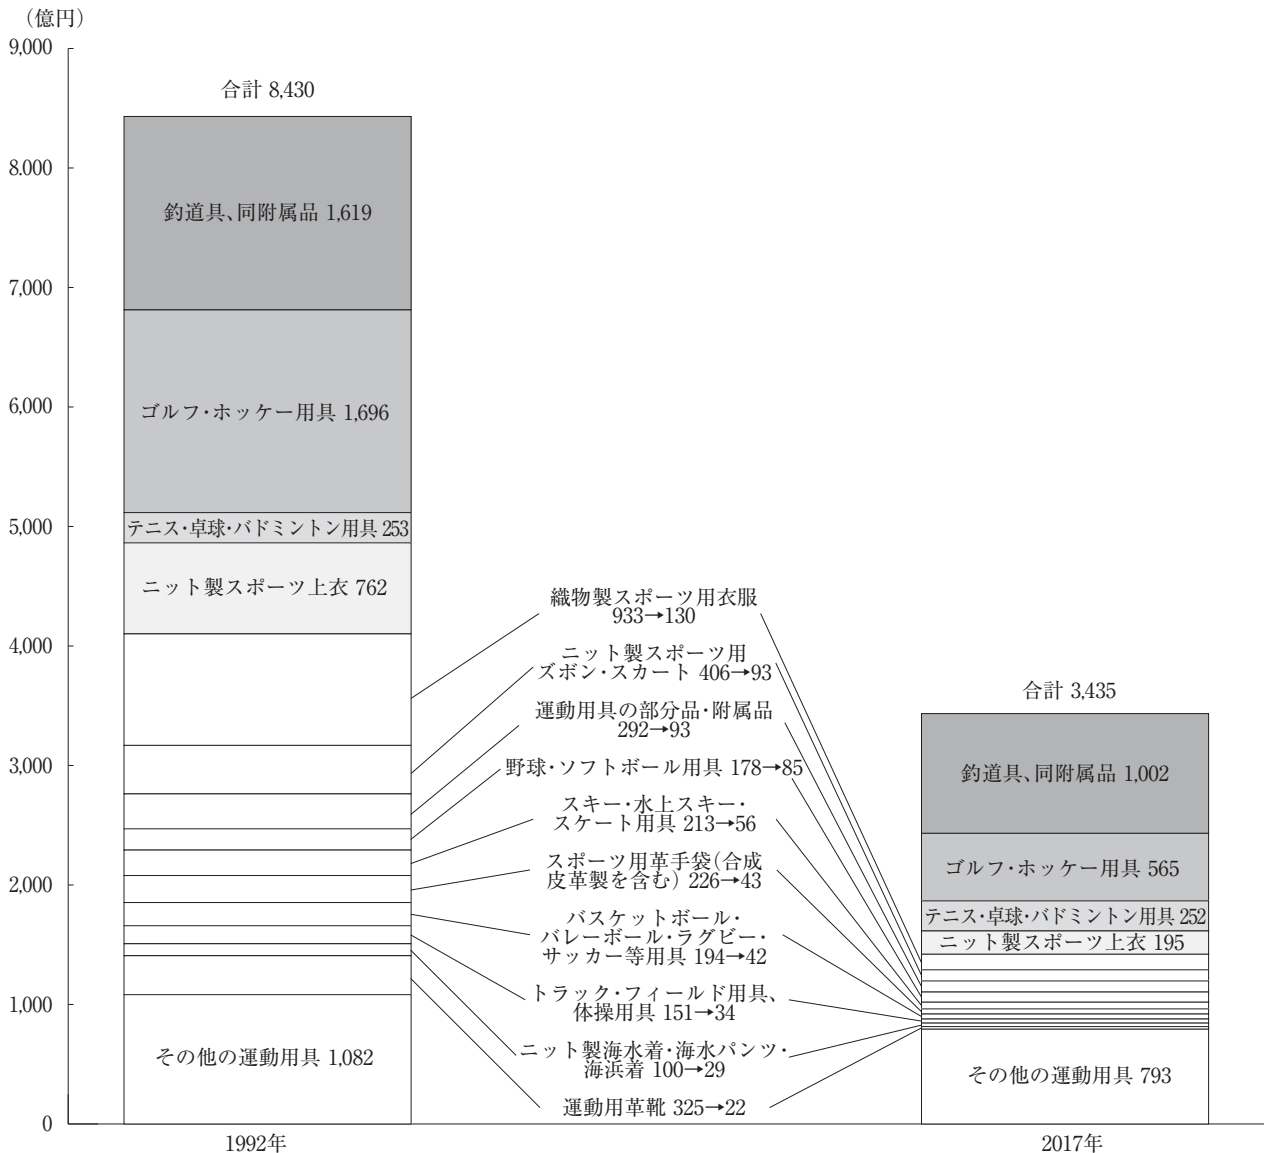 （億円）
9,000
合計 8,430
8.000
釣道具、同附属品 1,619
7,000
ゴルフ・ホッケー用具 1,696
6,000
5,000
テニス・卓球・バドミントン用具 253
ニット製スポーツ上衣 762
4,000
3,000
2,000
1,000
その他の運動用具 1,082
0
1992年
織物製スポーツ用衣服
933→130
ニット製スポーツ用
ズボン・スカート 406→93
運動用具の部分品・附属品
292→93
野球・ソフトボール用具 178→85
スキー・水上スキー・
スケート用具 213→56
スポーツ用革手袋（合成
皮革製を含む） 226→43
バスケットボール・
バレーボール・ラグビー・
サッカー等用具 194→42
トラック・フィールド用具、
体操用具 151→34
ニット製海水着・海水パンツ・
海浜着 100→29
運動用革靴 325→22
合計 3,435
釣道具、同附属品 1,002
ゴルフ・ホッケー用具 565
テニス・卓球・バドミントン用具 252
ニット製スポーツ上衣 195
その他の運動用具 793
2017年